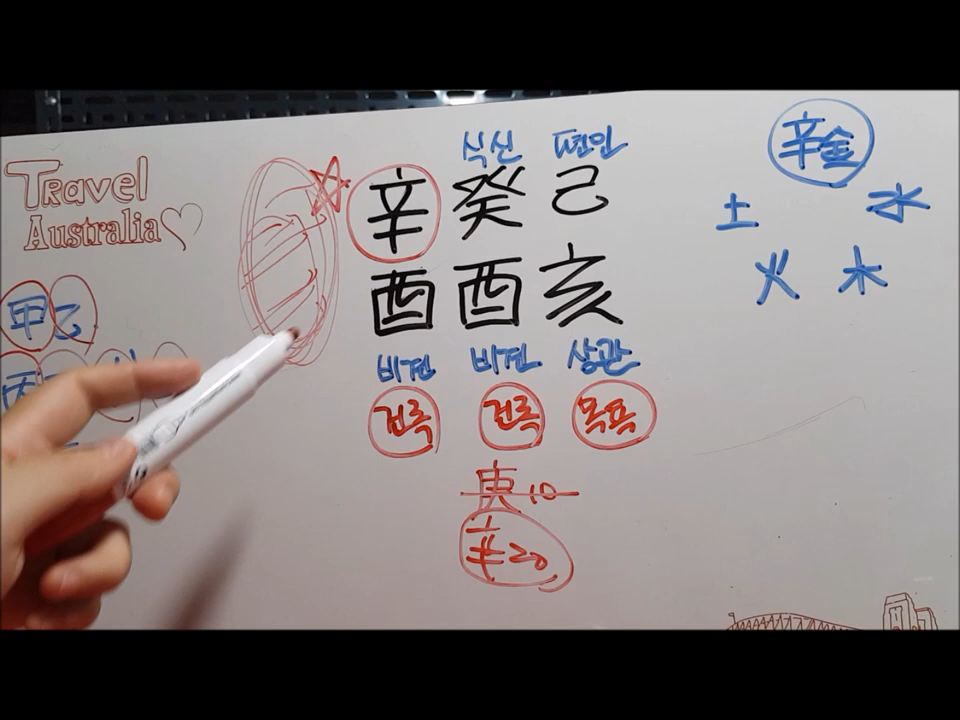 Travel
Australia
甲乙
丙
식신 편인
辛癸己
酉酉亥
비견 비견 상관
건록 건록 목욕
庚10
辛20
辛金
土 水
火 木